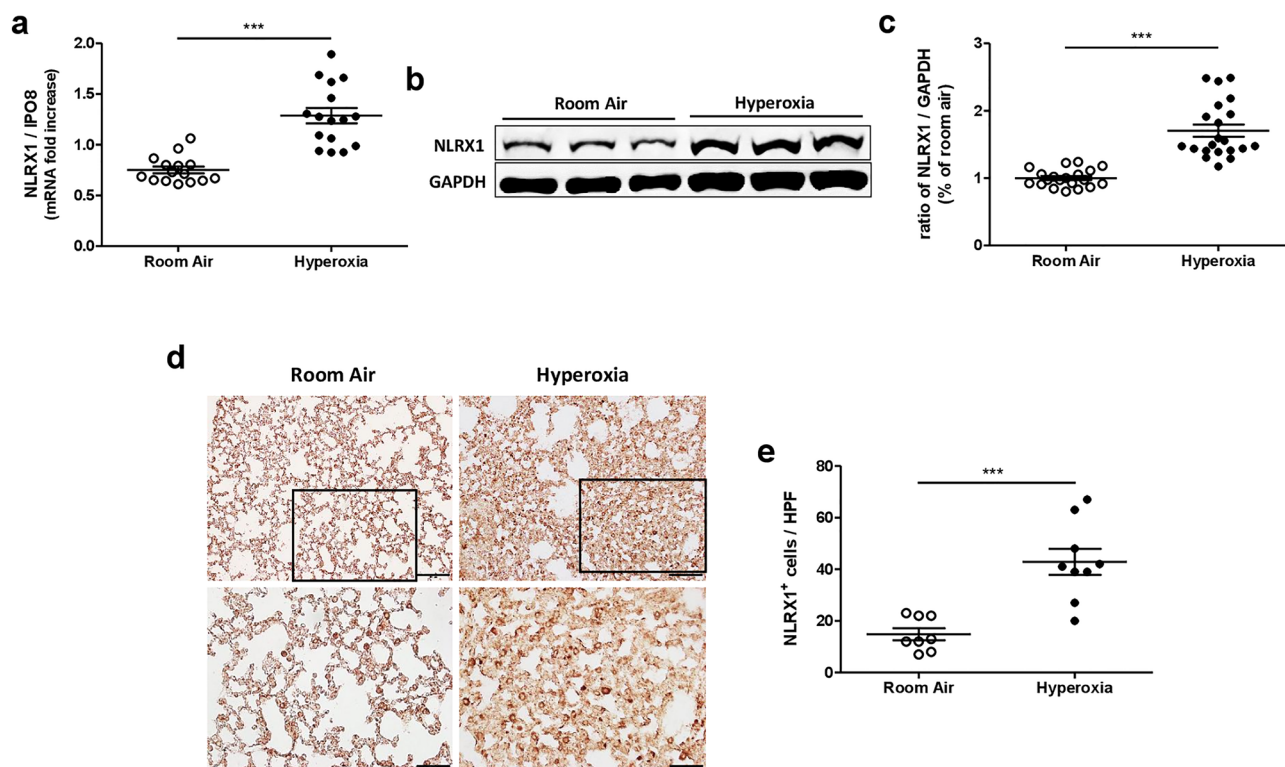 a
***
NLRX1 / IPO8
(mRNA fold increase)
2.0
1.5
1.0
0.5
0.0
Room Air
Hyperoxia
b
Room Air
Hyperoxia
NLRX1
GAPDH
c
***
ratio of NLRX1 / GAPDH
(% of room air)
3
2
1
0
Room Air
Hyperoxia
d
Room Air
Hyperoxia
e
***
NLRX1⁺ cells / HPF
80
60
40
20
0
Room Air
Hyperoxia